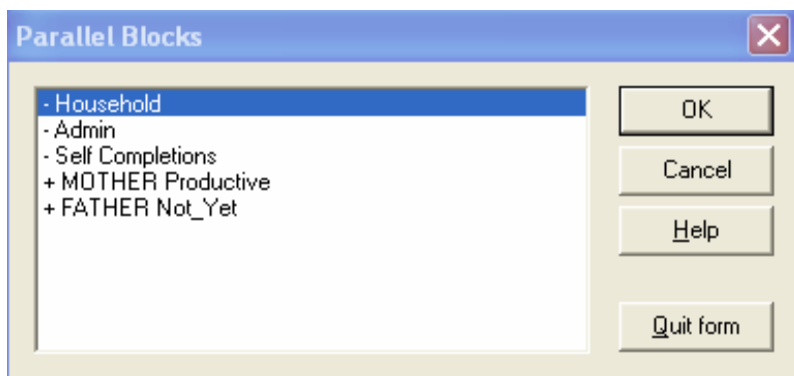 Parallel Blocks
- Household
- Admin
- Self Completions
+ MOTHER Productive
+ FATHER Not_Yet
OK
Cancel
Help
Quit form